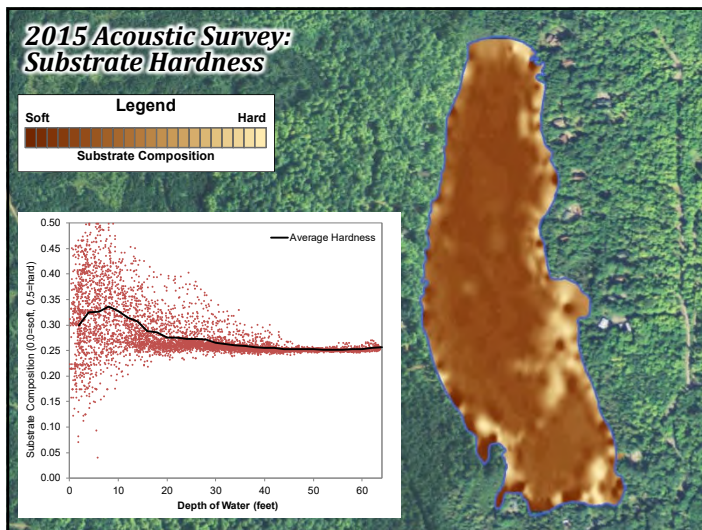 2015 Acoustic Survey:
Substrate Hardness
Legend
Soft Hard
Substrate Composition
Average Hardness
Substrate Composition (0.0=soft, 0.5=hard)
0.50
0.45
0.40
0.35
0.30
0.25
0.20
0.15
0.10
0.05
0.00
0 10 20 30 40 50 60
Depth of Water (feet)